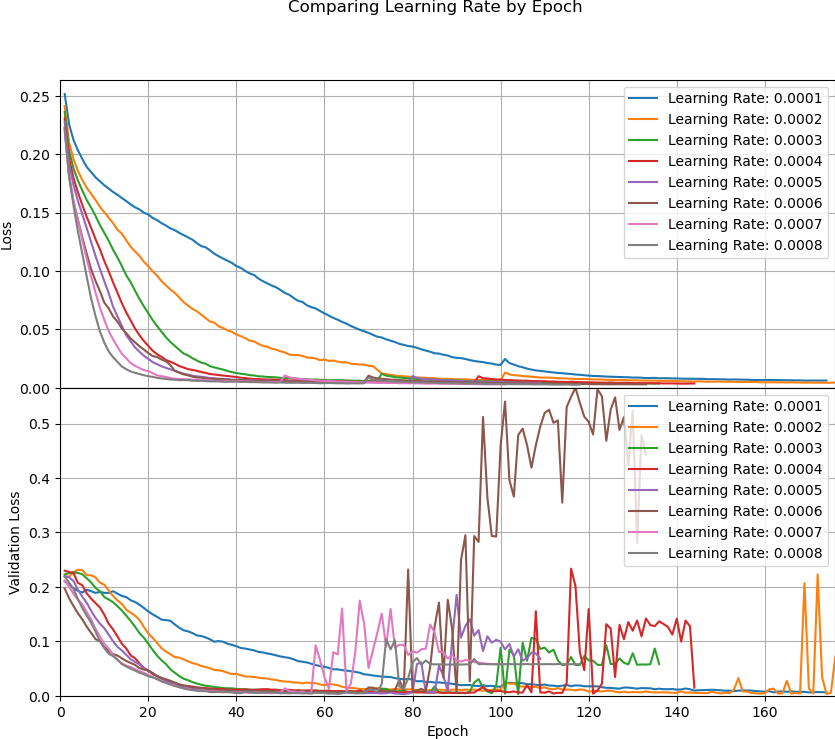 Comparing Learning Rate by Epoch
0.25
0.20
0.15
0.10
0.05
0.00
Loss
Learning Rate: 0.0001
Learning Rate: 0.0002
Learning Rate: 0.0003
Learning Rate: 0.0004
Learning Rate: 0.0005
Learning Rate: 0.0006
Learning Rate: 0.0007
Learning Rate: 0.0008
0.5
0.4
0.3
0.2
0.1
0.0
Validation Loss
Learning Rate: 0.0001
Learning Rate: 0.0002
Learning Rate: 0.0003
Learning Rate: 0.0004
Learning Rate: 0.0005
Learning Rate: 0.0006
Learning Rate: 0.0007
Learning Rate: 0.0008
0 20 40 60 80 100 120 140 160
Epoch